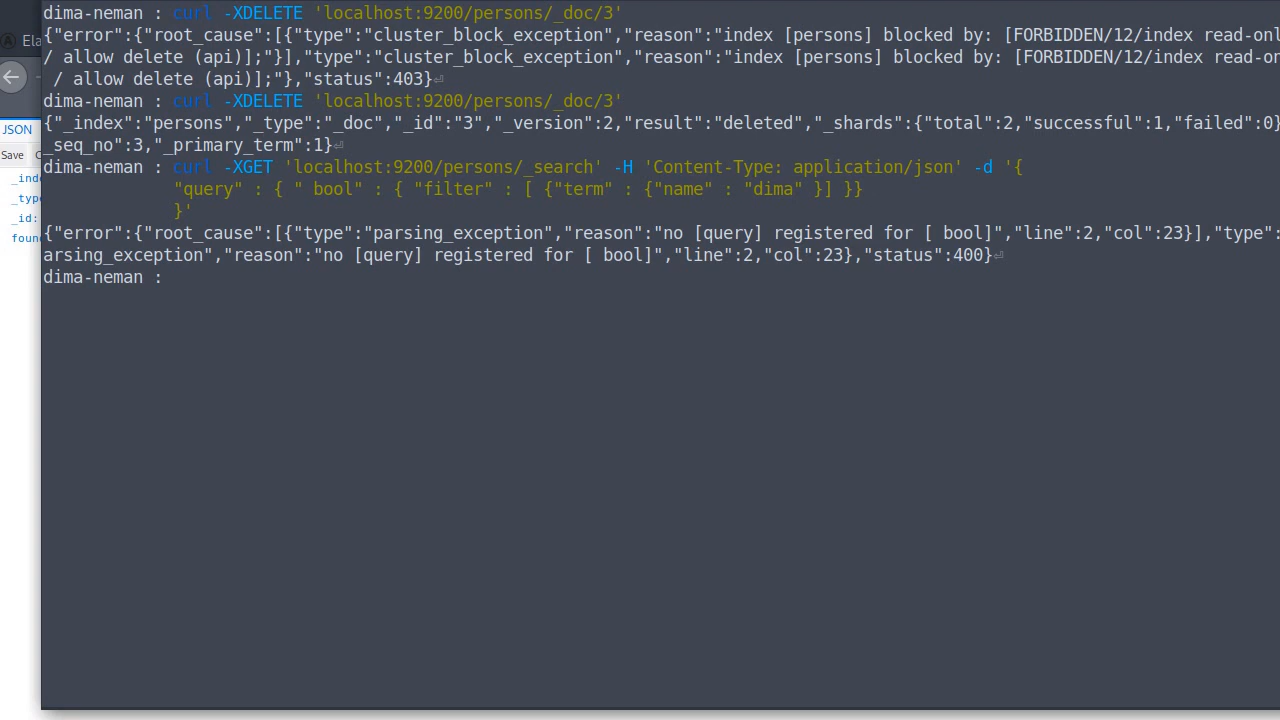 dima-neman : curl -XDELETE 'localhost:9200/persons/_doc/3'
{"error":{"root_cause":[{"type":"cluster_block_exception","reason":"index [persons] blocked by: [FORBIDDEN/12/index read-onl
/ allow delete (api)];"}],"type":"cluster_block_exception","reason":"index [persons] blocked by: [FORBIDDEN/12/index read-on
/ allow delete (api)];"},"status":403}⏎
dima-neman : curl -XDELETE 'localhost:9200/persons/_doc/3'
{"_index":"persons","_type":"_doc","_id":"3","_version":2,"result":"deleted","_shards":{"total":2,"successful":1,"failed":0}
_seq_no":3,"_primary_term":1}⏎
dima-neman : curl -XGET 'localhost:9200/persons/_search' -H 'Content-Type: application/json' -d '{
"query" : { " bool" : { "filter" : [ {"term" : {"name" : "dima" }] }}
}'
{"error":{"root_cause":[{"type":"parsing_exception","reason":"no [query] registered for [ bool]","line":2,"col":23}],"type":
arsing_exception","reason":"no [query] registered for [ bool]","line":2,"col":23},"status":400}⏎
dima-neman :
Ela
JSON
Save C
_inde
_type
_id:
foun